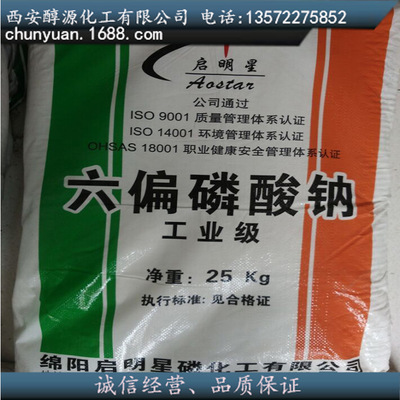 西安醇源化工有限公司 电话:13572275852
chunyuan.1688.com
启明星
Aostar
公司通过
ISO 9001 质量管理体系认证
ISO 14001 环境管理体系认证
OHSAS 18001 职业健康安全管理体系认证
六偏磷酸钠
工业级
净重: 25 Kg
执行标准: 见合格证
绵阳启明星磷化工有限公司
诚信经营、品质保证